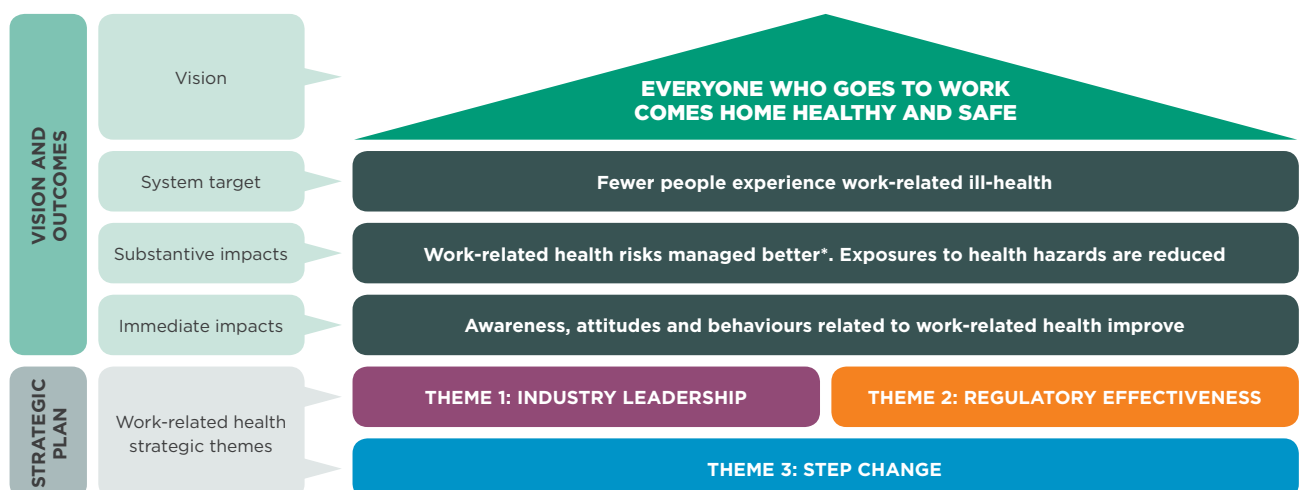 VISION AND
OUTCOMES
Vision
EVERYONE WHO GOES TO WORK
COMES HOME HEALTHY AND SAFE
System target
Fewer people experience work-related ill-health
Substantive impacts
Work-related health risks managed better*. Exposures to health hazards are reduced
Immediate impacts
Awareness, attitudes and behaviours related to work-related health improve
STRATEGIC
PLAN
Work-related health
strategic themes
THEME 1: INDUSTRY LEADERSHIP
THEME 2: REGULATORY EFFECTIVENESS
THEME 3: STEP CHANGE